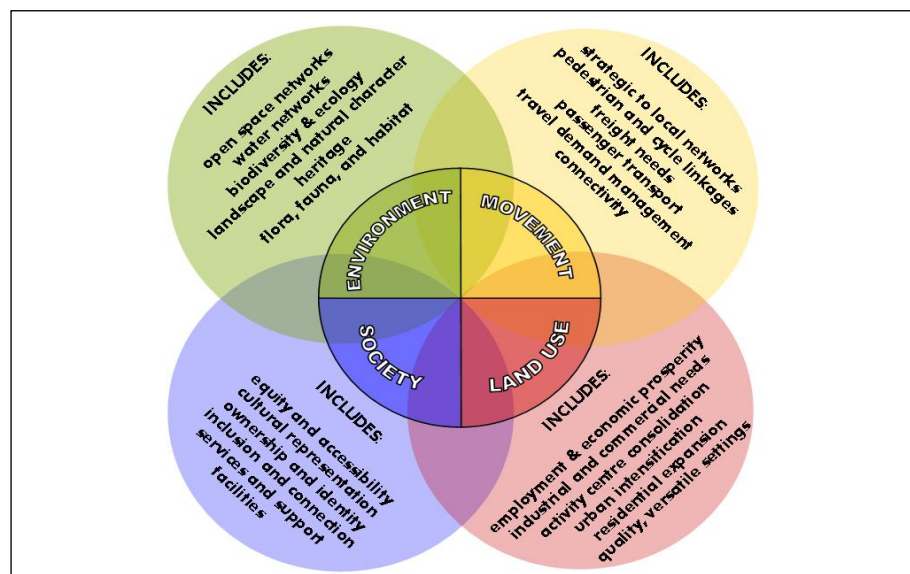 INCLUDES:
open space networks
water networks
biodiversity & ecology
landscape and natural character
heritage
flora, fauna, and habitat
INCLUDES:
strategic to local networks
pedestrian and cycle linkages
freight needs
passenger transport
travel demand management
connectivity
ENVIRONMENT
MOVEMENT
SOCIETY
LAND USE
INCLUDES:
equity and accessibility
cultural representation
ownership and identity
inclusion and connection
services and support
facilities
INCLUDES:
employment & economic prosperity
industrial and commercial needs
activity centre consolidation
urban intensification
residential expansion
quality, versatile settings